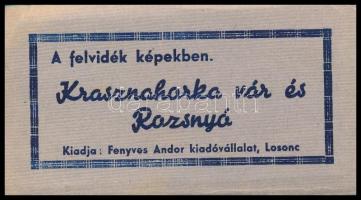 A felvidék képekben.
Krasznahorka vár és
Rozsnyó
Kiadja: Fenyves Andor kiadóvállalat, Losonc